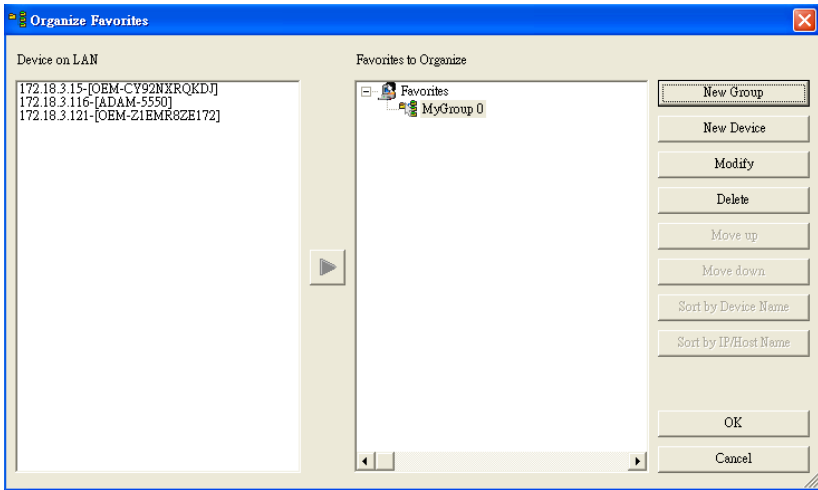 Organize Favorites
Device on LAN
Favorites to Organize
172.18.3.15-[OEM-CY92NXRQKDJ]
172.18.3.116-[ADAM-5550]
172.18.3.121-[OEM-Z1EMR8ZE172]
Favorites
MyGroup 0
New Group
New Device
Modify
Delete
Move up
Move down
Sort by Device Name
Sort by IP/Host Name
OK
Cancel